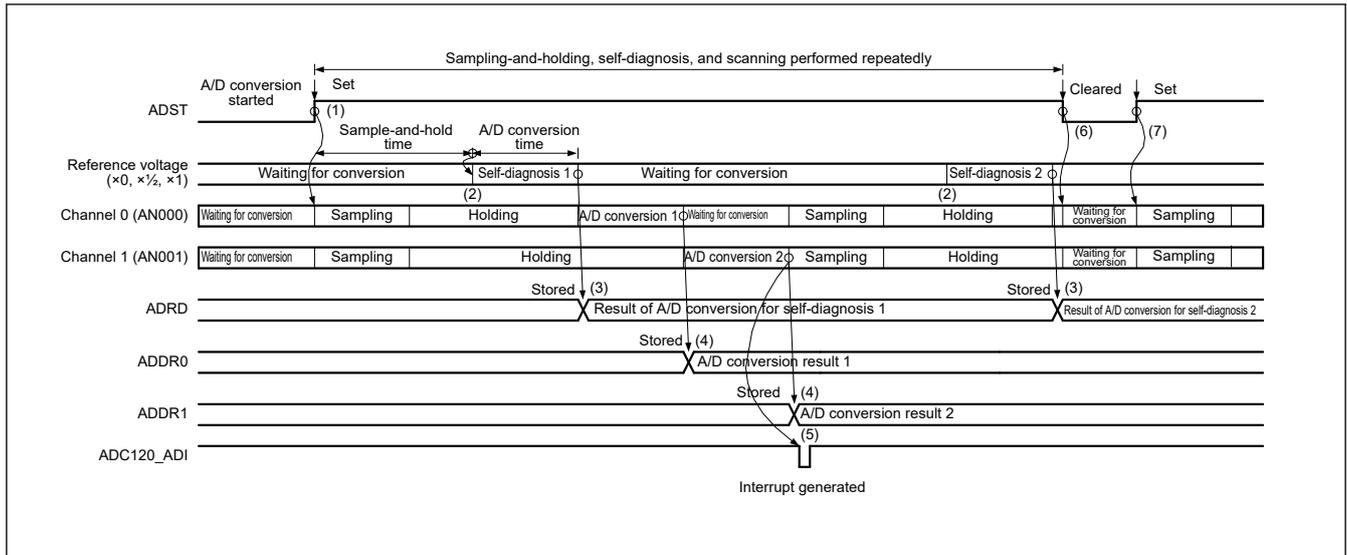 Sampling-and-holding, self-diagnosis, and scanning performed repeatedly
A/D conversion
started
Set
Cleared
Set
ADST
(1)
(6)
(7)
Sample-and-hold
time
A/D conversion
time
Reference voltage
(×0, ×½, ×1)
Waiting for conversion
Self-diagnosis 1
Waiting for conversion
Self-diagnosis 2
(2)
(2)
Channel 0 (AN000)
Waiting for conversion
Sampling
Holding
A/D conversion 1
Waiting for conversion
Sampling
Holding
Waiting for
conversion
Sampling
Channel 1 (AN001)
Waiting for conversion
Sampling
Holding
A/D conversion 2
Sampling
Holding
Waiting for
conversion
Sampling
Stored
(3)
Stored
(3)
ADRD
Result of A/D conversion for self-diagnosis 1
Result of A/D conversion for self-diagnosis 2
Stored
(4)
ADDR0
A/D conversion result 1
Stored
(4)
ADDR1
A/D conversion result 2
(5)
ADC120_ADI
Interrupt generated